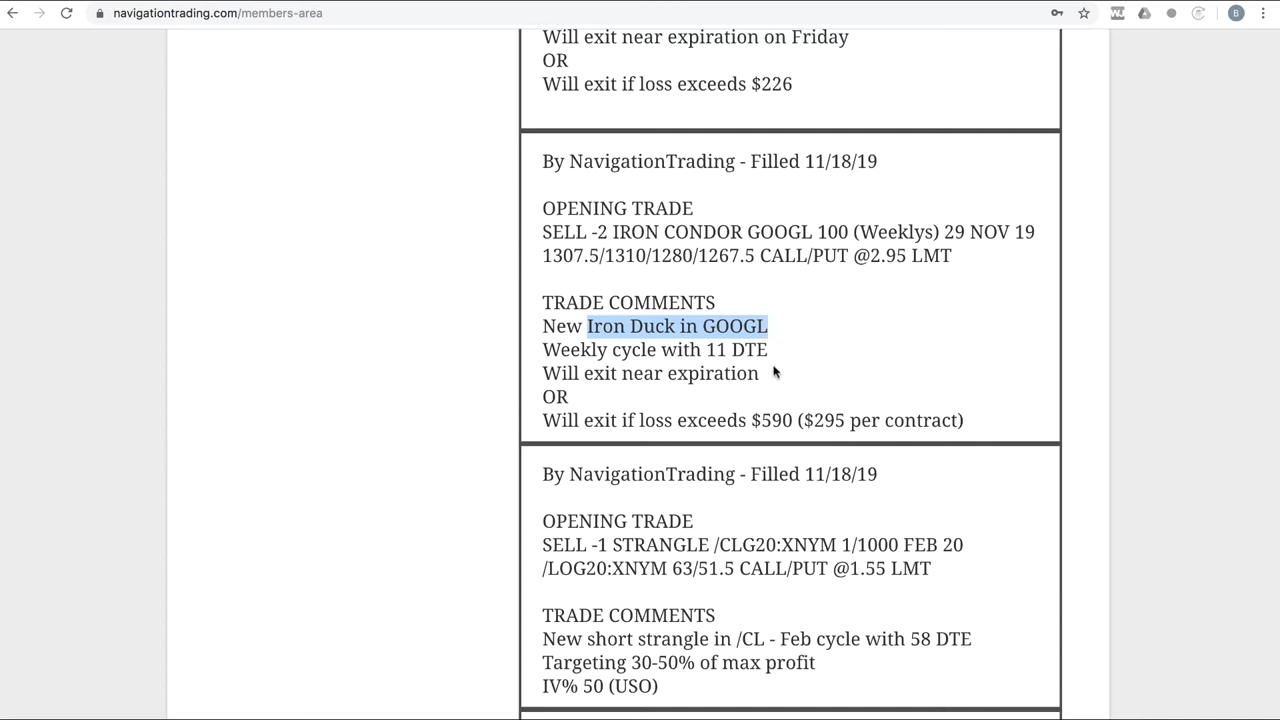 navigationtrading.com/members-area
B
Will exit near expiration on Friday
OR
Will exit if loss exceeds $226
By NavigationTrading - Filled 11/18/19
OPENING TRADE
SELL -2 IRON CONDOR GOOGL 100 (Weeklys) 29 NOV 19
1307.5/1310/1280/1267.5 CALL/PUT @2.95 LMT
TRADE COMMENTS
New Iron Duck in GOOGL
Weekly cycle with 11 DTE
Will exit near expiration
OR
Will exit if loss exceeds $590 ($295 per contract)
By NavigationTrading - Filled 11/18/19
OPENING TRADE
SELL -1 STRANGLE /CLG20:XNYM 1/1000 FEB 20
/LOG20:XNYM 63/51.5 CALL/PUT @1.55 LMT
TRADE COMMENTS
New short strangle in /CL - Feb cycle with 58 DTE
Targeting 30-50% of max profit
IV% 50 (USO)